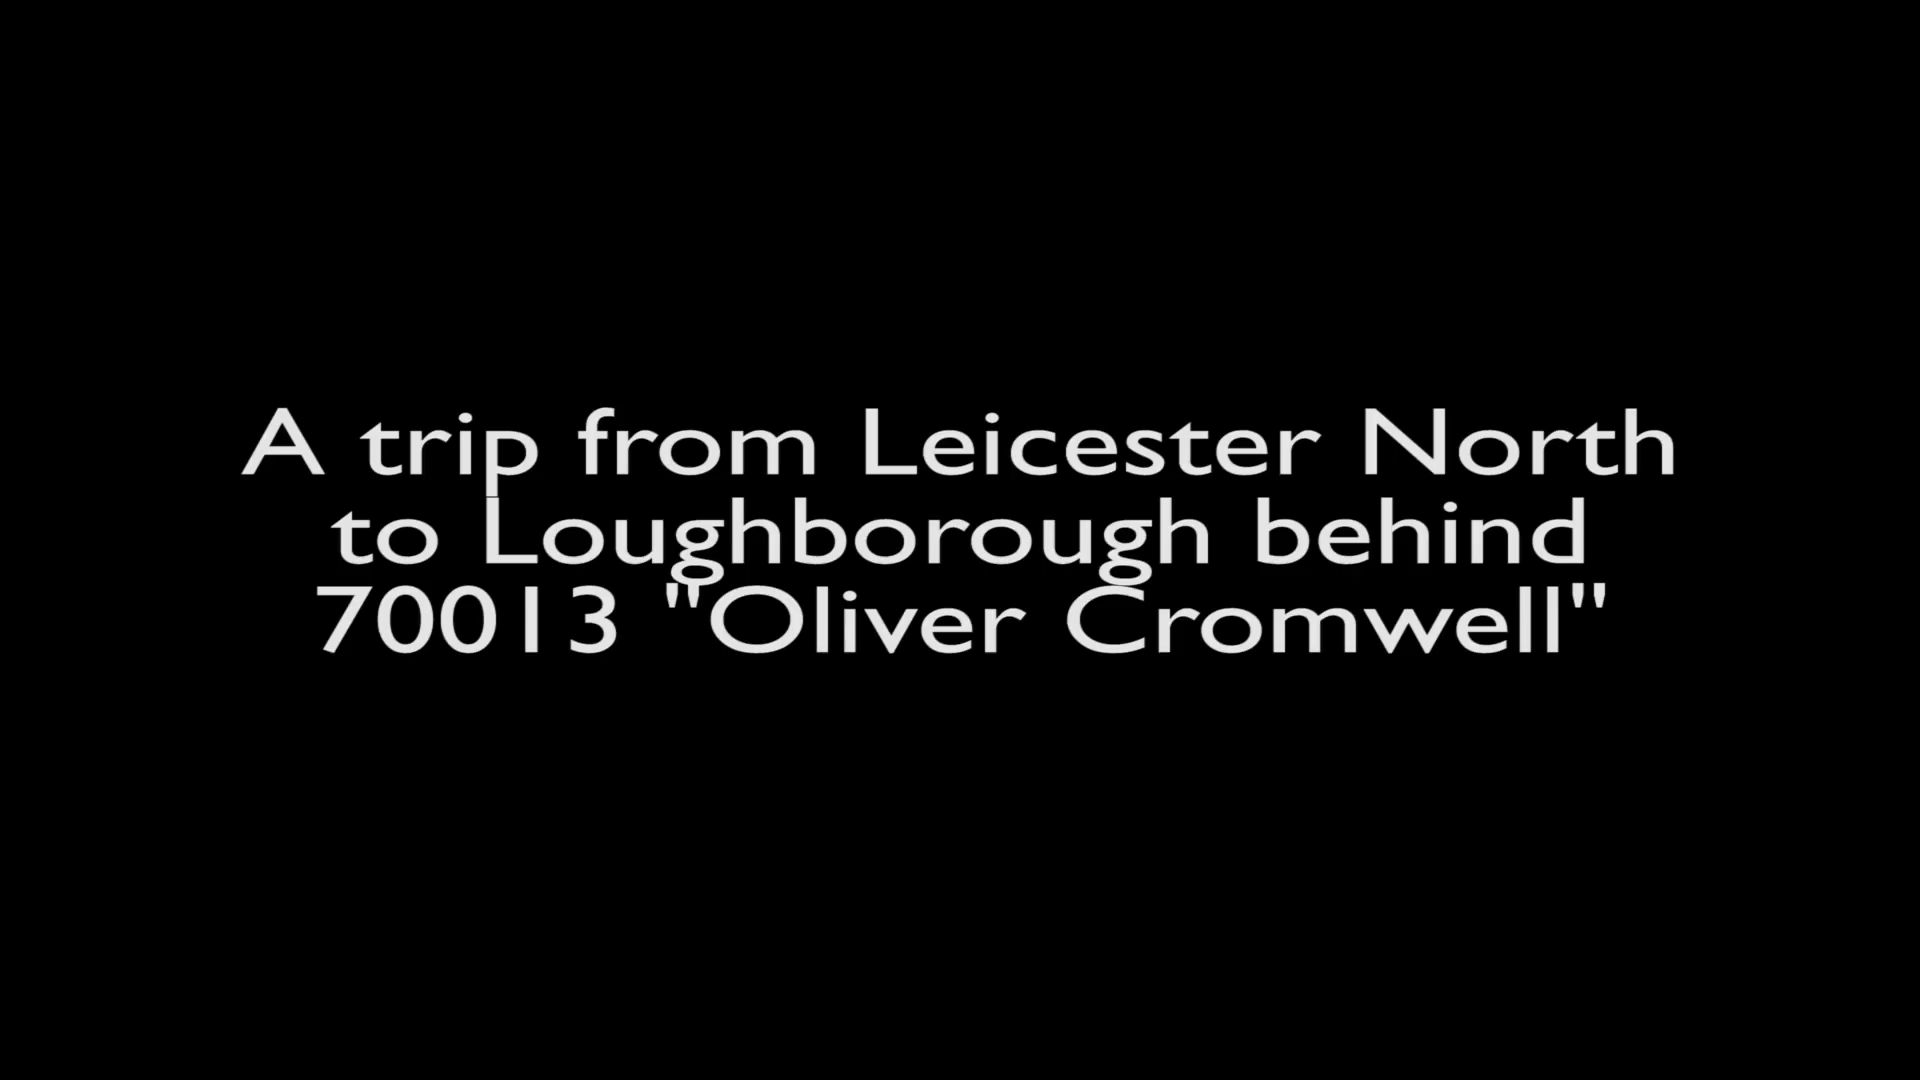 A trip from Leicester North
to Loughborough behind
70013 "Oliver Cromwell"